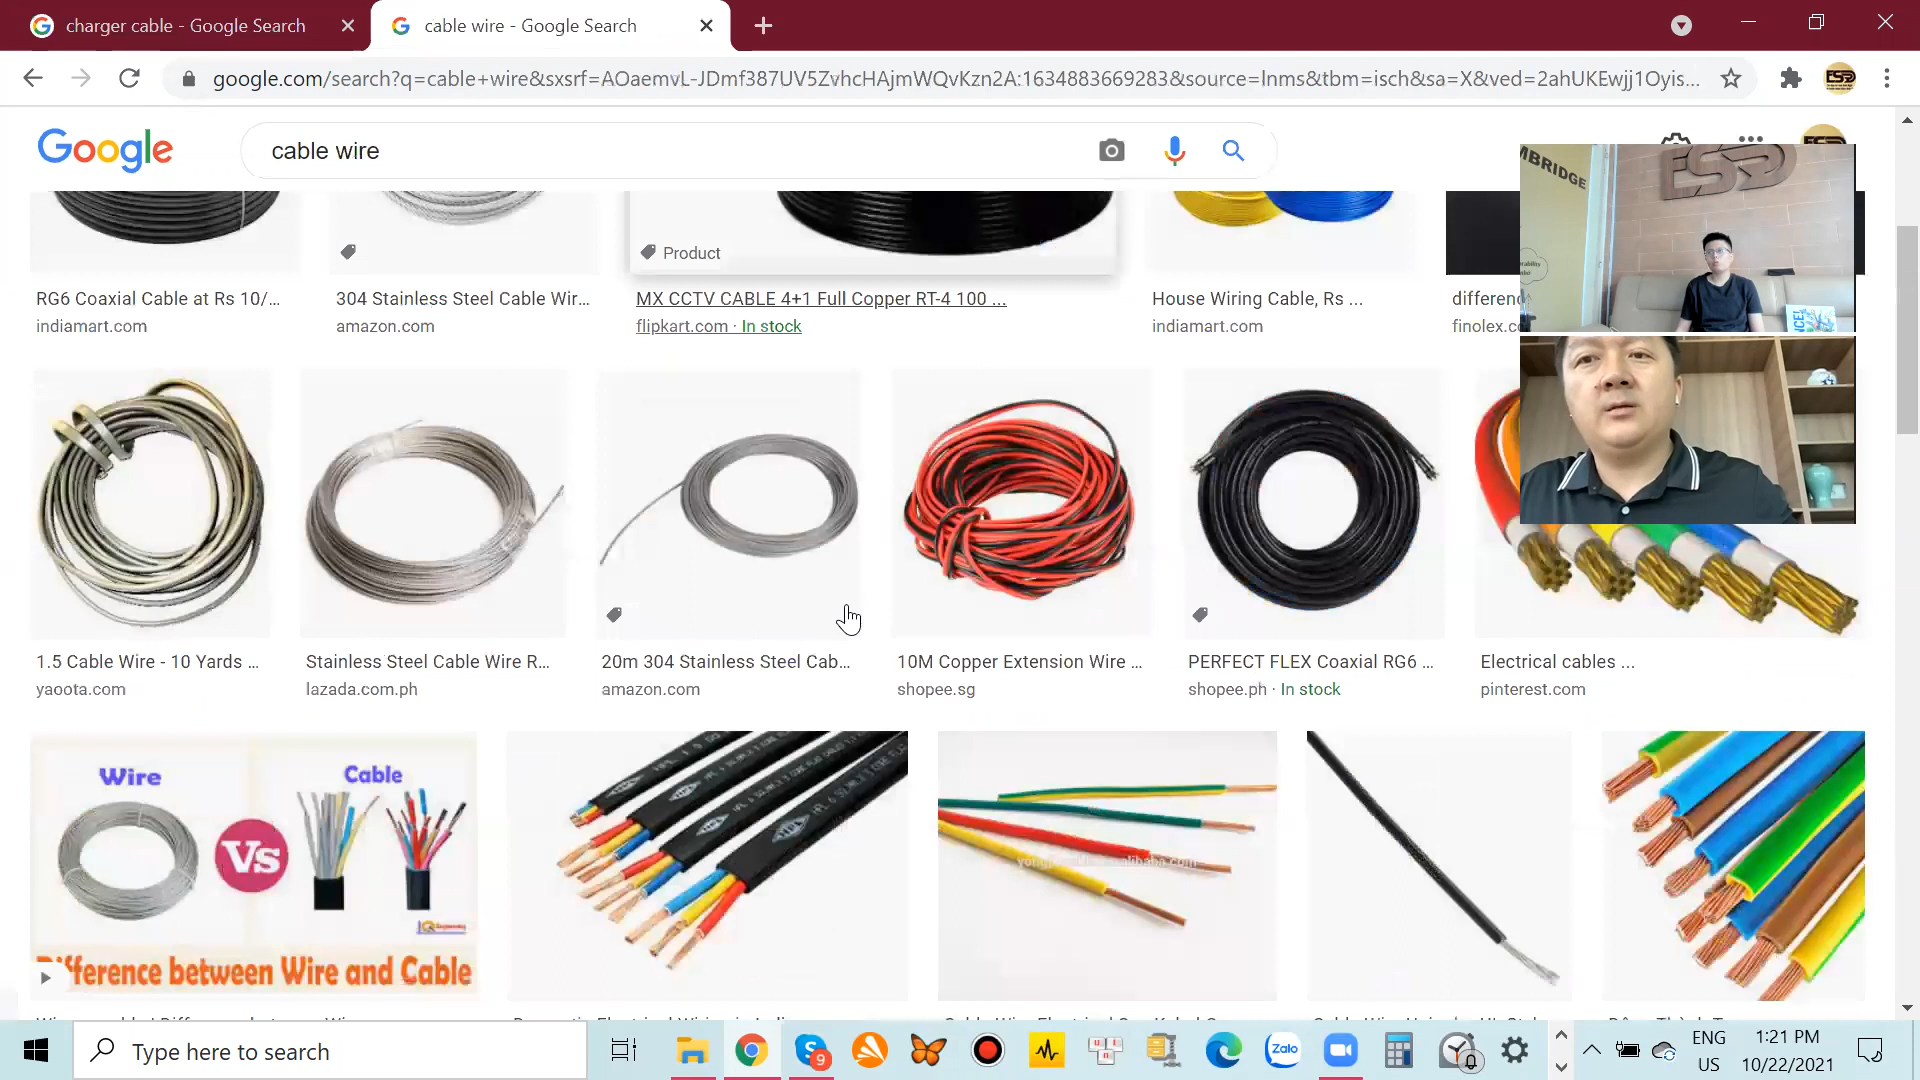 charger cable - Google Search
cable wire - Google Search
google.com/search?q=cable+wire&sxsrf=AOaemvL-JDmf387UV5ZvhcHAjmWQvKzn2A:1634883669283&source=lnms&tbm=isch&sa=X&ved=2ahUKEwjj1Oyis...
ESP
Google
cable wire
MBRIDGE
ESP
Product
RG6 Coaxial Cable at Rs 10/...
indiamart.com
304 Stainless Steel Cable Wir...
amazon.com
MX CCTV CABLE 4+1 Full Copper RT-4 100 ...
flipkart.com · In stock
House Wiring Cable, Rs ...
indiamart.com
1.5 Cable Wire - 10 Yards ...
yaoota.com
Stainless Steel Cable Wire R...
lazada.com.ph
20m 304 Stainless Steel Cab...
amazon.com
10M Copper Extension Wire ...
shopee.sg
PERFECT FLEX Coaxial RG6 ...
shopee.ph · In stock
Electrical cables ...
pinterest.com
Wire
Cable
Vs
Difference between Wire and Cable
Type here to search
9
Zalo
ENG
US
1:21 PM
10/22/2021